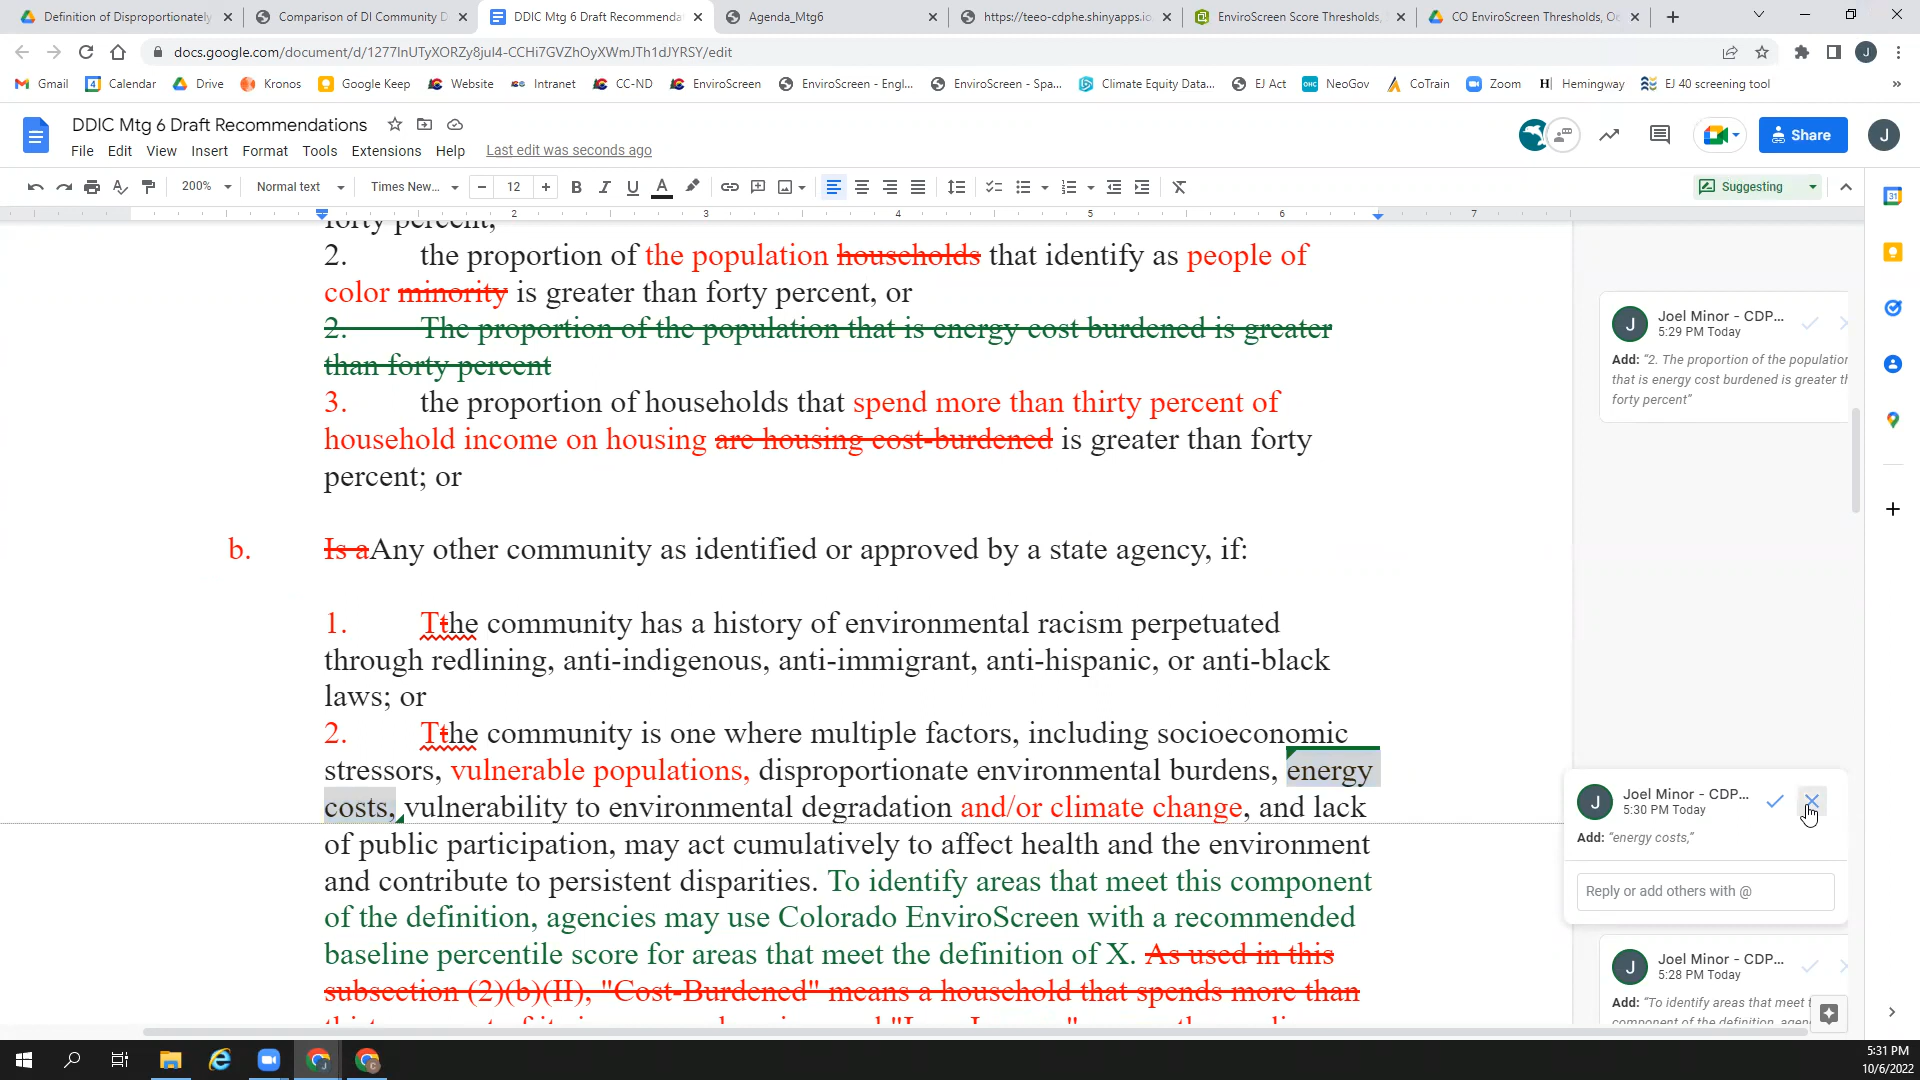 Definition of Disproportionately
Comparison of DI Community D
DDIC Mtg 6 Draft Recommenda
Agenda_Mtg6
https://teeo-cdphe.shinyapps.io
EnviroScreen Score Thresholds,
CO EnviroScreen Thresholds, Oc
docs.google.com/document/d/1277InUTyXORZy8jul4-CCHi7GVZhOyXWmJTh1dJYRSY/edit
Gmail
Calendar
Drive
Kronos
Google Keep
Website
Intranet
CC-ND
EnviroScreen
EnviroScreen - Engl...
EnviroScreen - Spa...
Climate Equity Data...
EJ Act
NeoGov
CoTrain
Zoom
Hemingway
EJ 40 screening tool
DDIC Mtg 6 Draft Recommendations
File Edit View Insert Format Tools Extensions Help Last edit was seconds ago
Share
J
200% Normal text Times New... 12 Suggesting
2 3 4 5 6 7
forty percent,
2. the proportion of the population households that identify as people of
color minority is greater than forty percent, or
2. The proportion of the population that is energy cost burdened is greater
than forty percent
3. the proportion of households that spend more than thirty percent of
household income on housing are housing cost-burdened is greater than forty
percent; or
b. Is aAny other community as identified or approved by a state agency, if:
1. Tthe community has a history of environmental racism perpetuated
through redlining, anti-indigenous, anti-immigrant, anti-hispanic, or anti-black
laws; or
2. Tthe community is one where multiple factors, including socioeconomic
stressors, vulnerable populations, disproportionate environmental burdens, energy
costs, vulnerability to environmental degradation and/or climate change, and lack
of public participation, may act cumulatively to affect health and the environment
and contribute to persistent disparities. To identify areas that meet this component
of the definition, agencies may use Colorado EnviroScreen with a recommended
baseline percentile score for areas that meet the definition of X. As used in this
subsection (2)(b)(II), "Cost-Burdened" means a household that spends more than
J
Joel Minor - CDP...
5:29 PM Today
Add: "2. The proportion of the population
that is energy cost burdened is greater th
forty percent"
J
Joel Minor - CDP...
5:30 PM Today
Add: "energy costs,"
Reply or add others with @
J
Joel Minor - CDP...
5:28 PM Today
Add: "To identify areas that meet t
component of the definition, agen
5:31 PM
10/6/2022